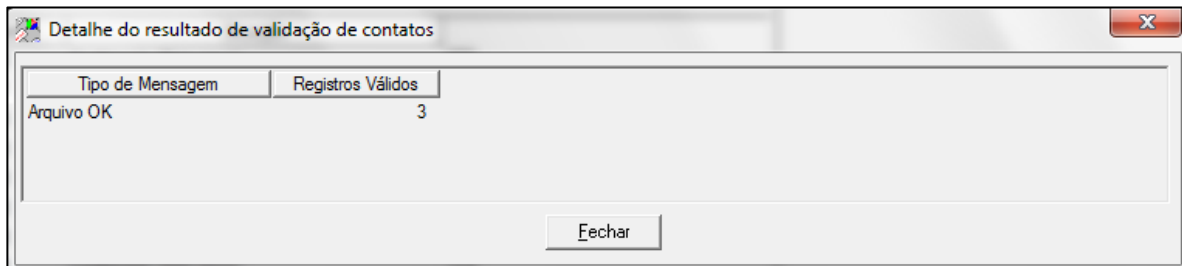 Detalhe do resultado de validação de contatos
Tipo de Mensagem Registros Válidos
Arquivo OK 3
Fechar